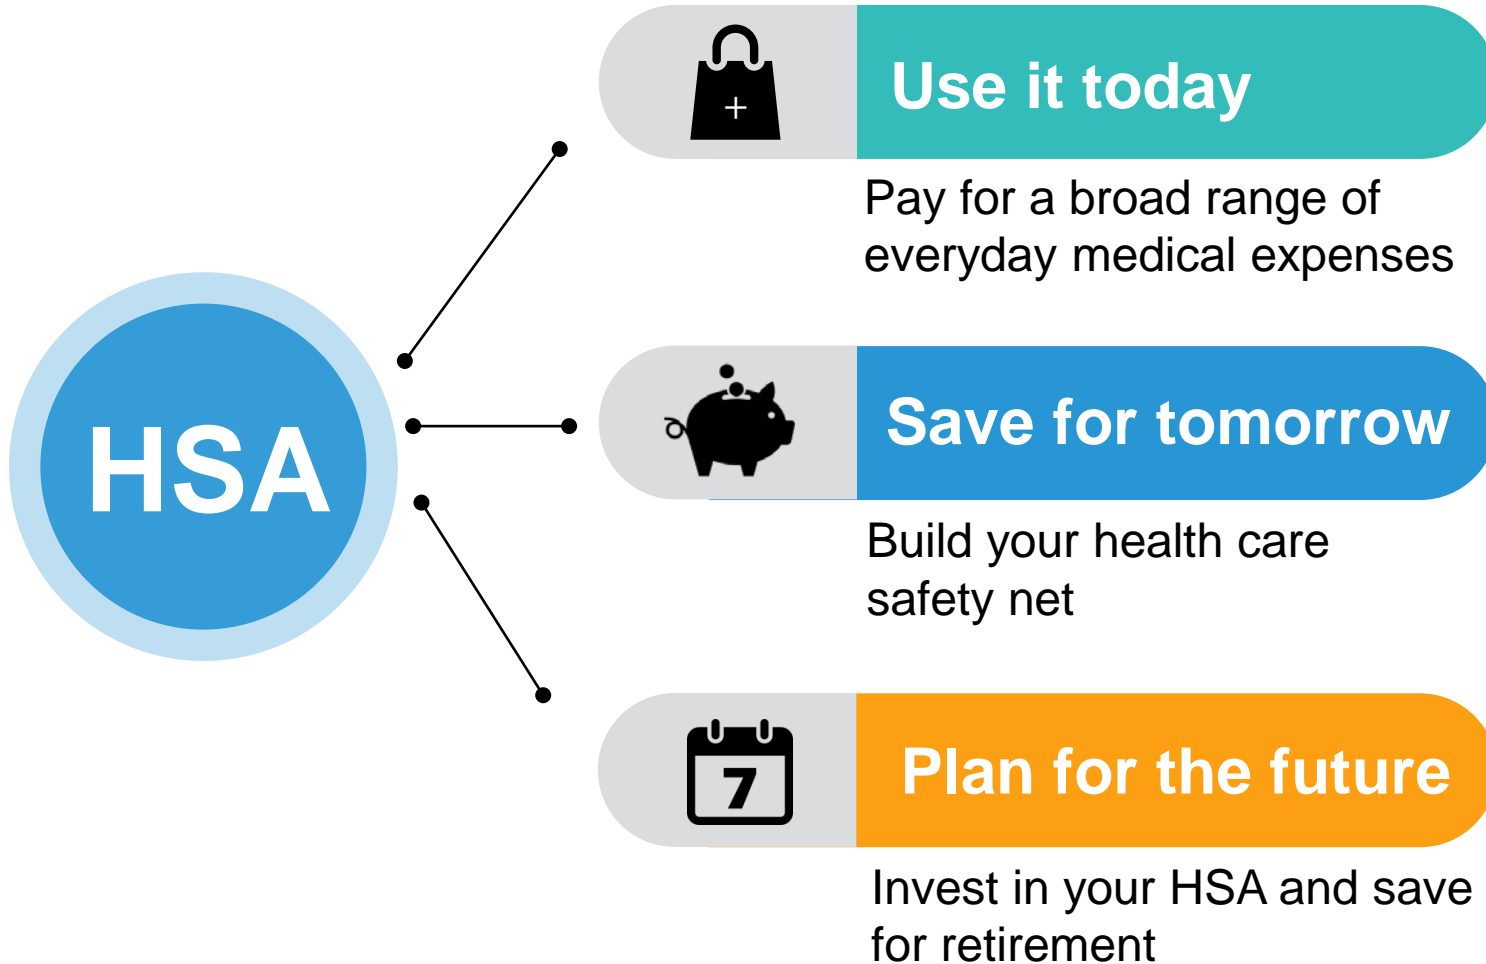 HSA
Use it today
Pay for a broad range of
everyday medical expenses
Save for tomorrow
Build your health care
safety net
7
Plan for the future
Invest in your HSA and save
for retirement